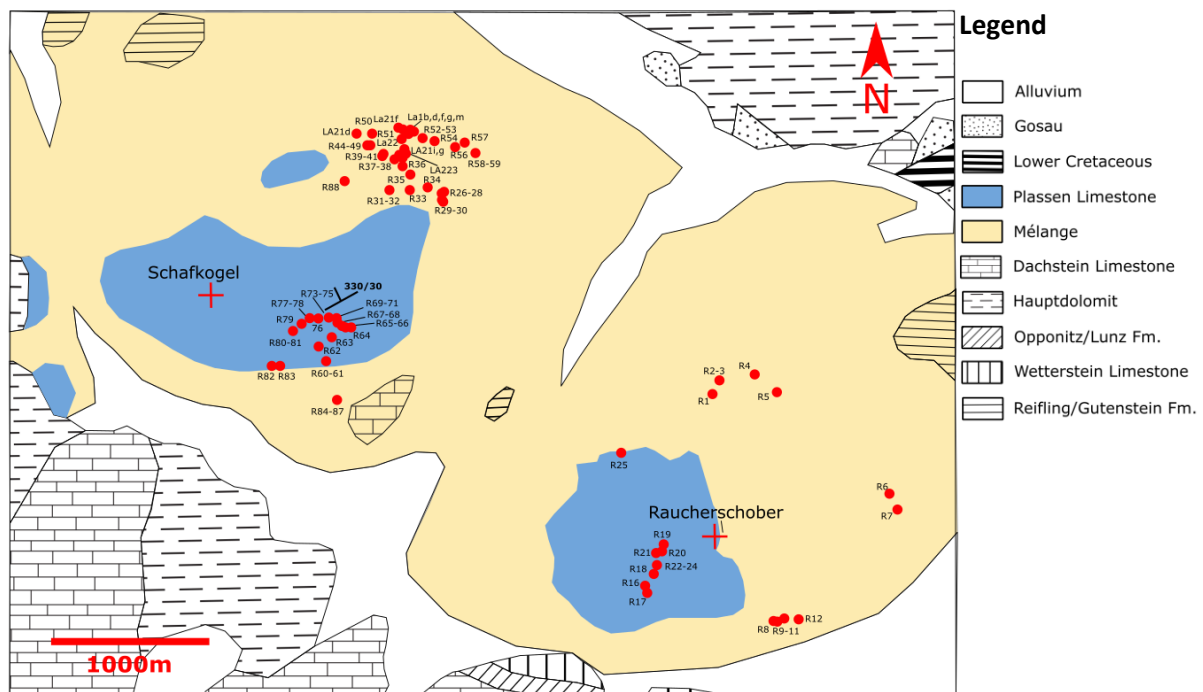 Legend
N
Alluvium
Gosau
Lower Cretaceous
Plassen Limestone
Mélange
Dachstein Limestone
Hauptdolomit
Opponitz/Lunz Fm.
Wetterstein Limestone
Reifling/Gutenstein Fm.
R50
La21f
La1b,d,f,g,m
LA21d
R51
R52-53
R57
R54
La22
R44-49
LA21i,g
R56
R58-59
R39-41
R37-38
R36
LA223
R35
R34
R88
R26-28
R31-32
R33
R29-30
Schafkogel
330/30
R73-75
R77-78
R69-71
R79
76
R67-68
R65-66
R64
R80-81
R63
R62
R82
R83
R60-61
R84-87
R4
R2-3
R1
R5
R25
R6
R7
Raucherschober
R19
R21
R20
R22-24
R18
R16
R17
R8
R9-11
R12
1000m